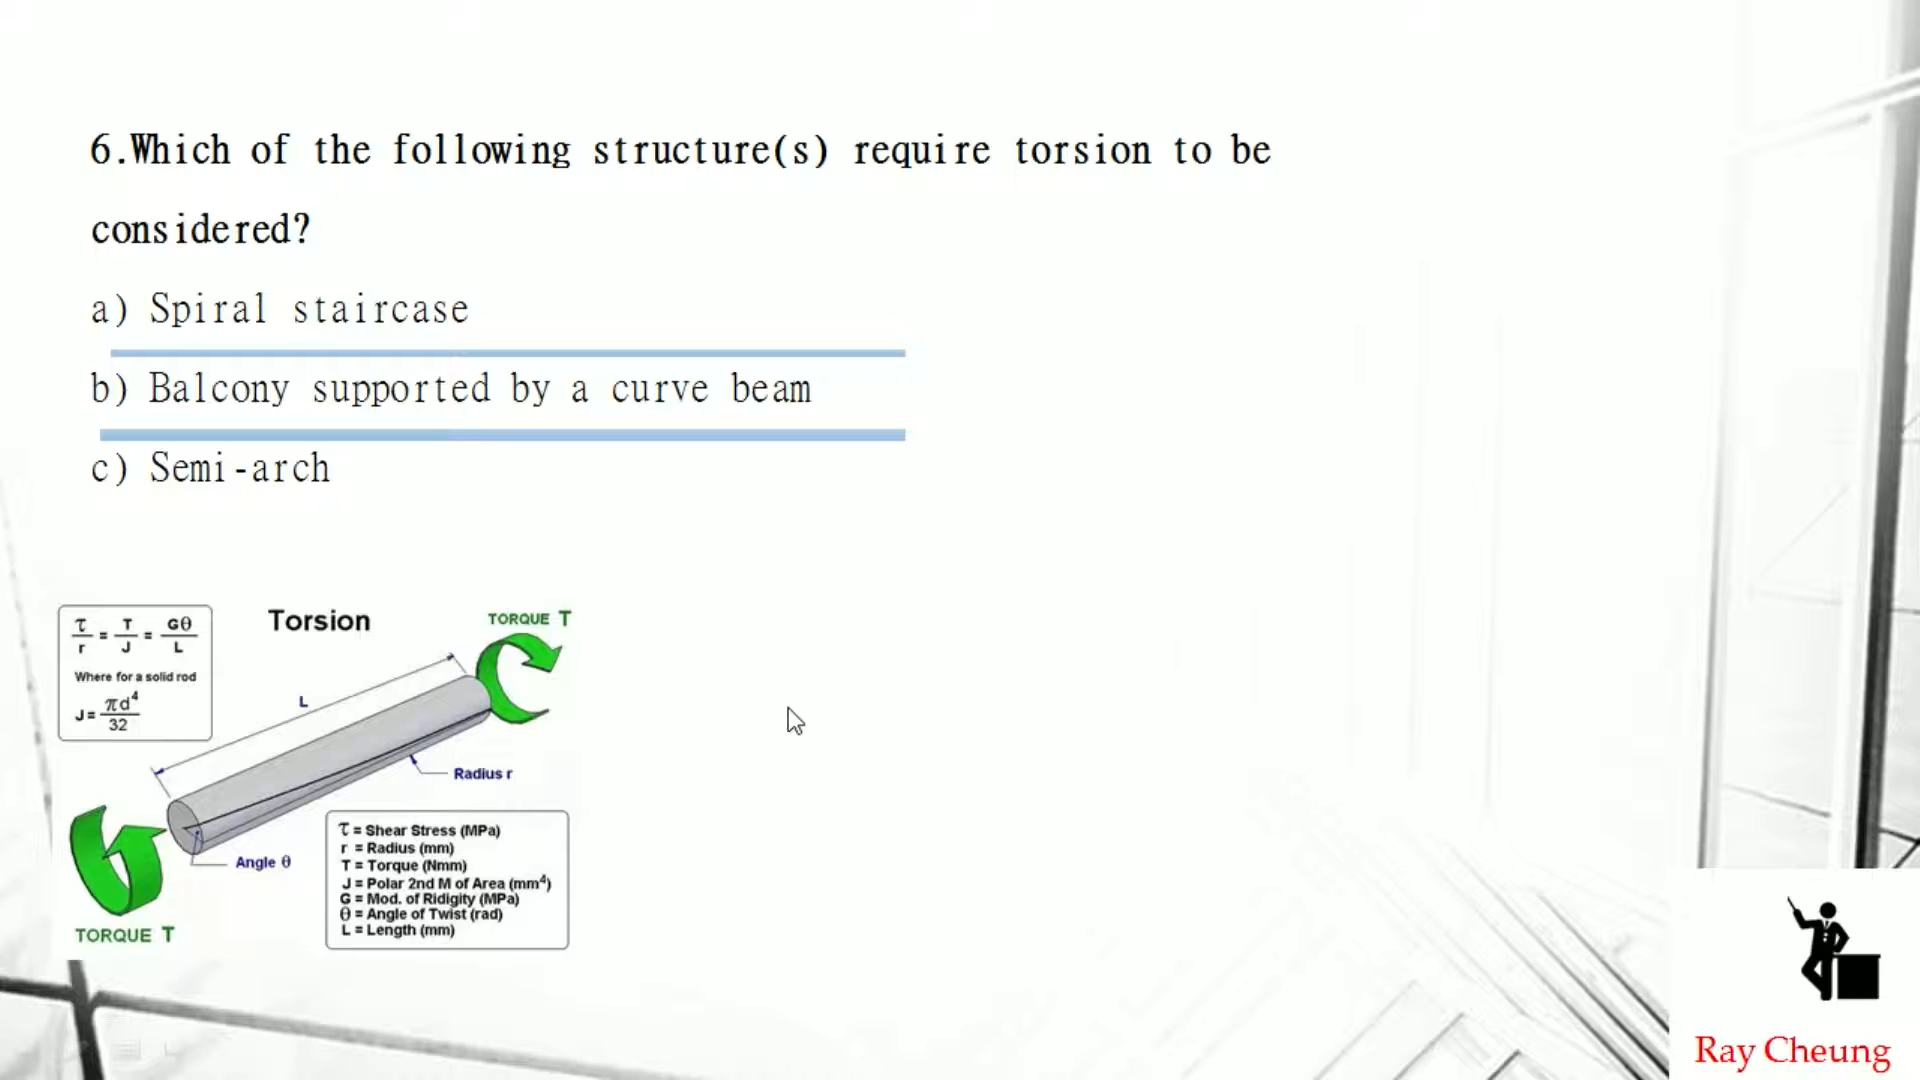 6.Which of the following structure(s) require torsion to be
considered?
a) Spiral staircase
b) Balcony supported by a curve beam
c) Semi-arch
τ/r = T/J = Gθ/L
Where for a solid rod
J= πd⁴/32
Torsion
TORQUE T
L
Radius r
Angle θ
TORQUE T
τ = Shear Stress (MPa)
r = Radius (mm)
T = Torque (Nmm)
J = Polar 2nd M of Area (mm⁴)
G = Mod. of Ridigity (MPa)
θ = Angle of Twist (rad)
L = Length (mm)
Ray Cheung